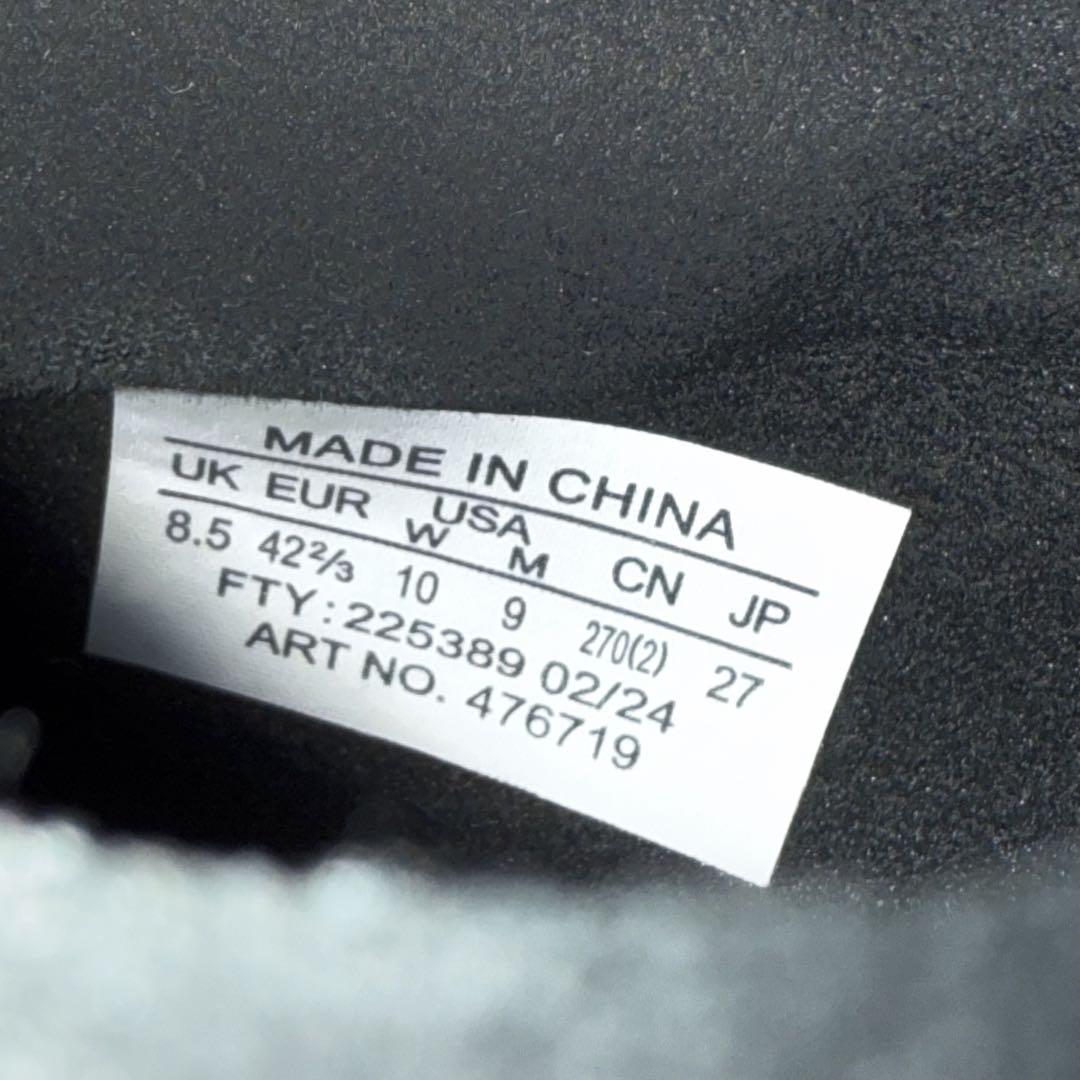 MADE IN CHINA
UK EUR USA CN JP
W M
8.5 42⅔ 10 9 270(2) 27
FTY: 225389 02/24
ART NO. 476719